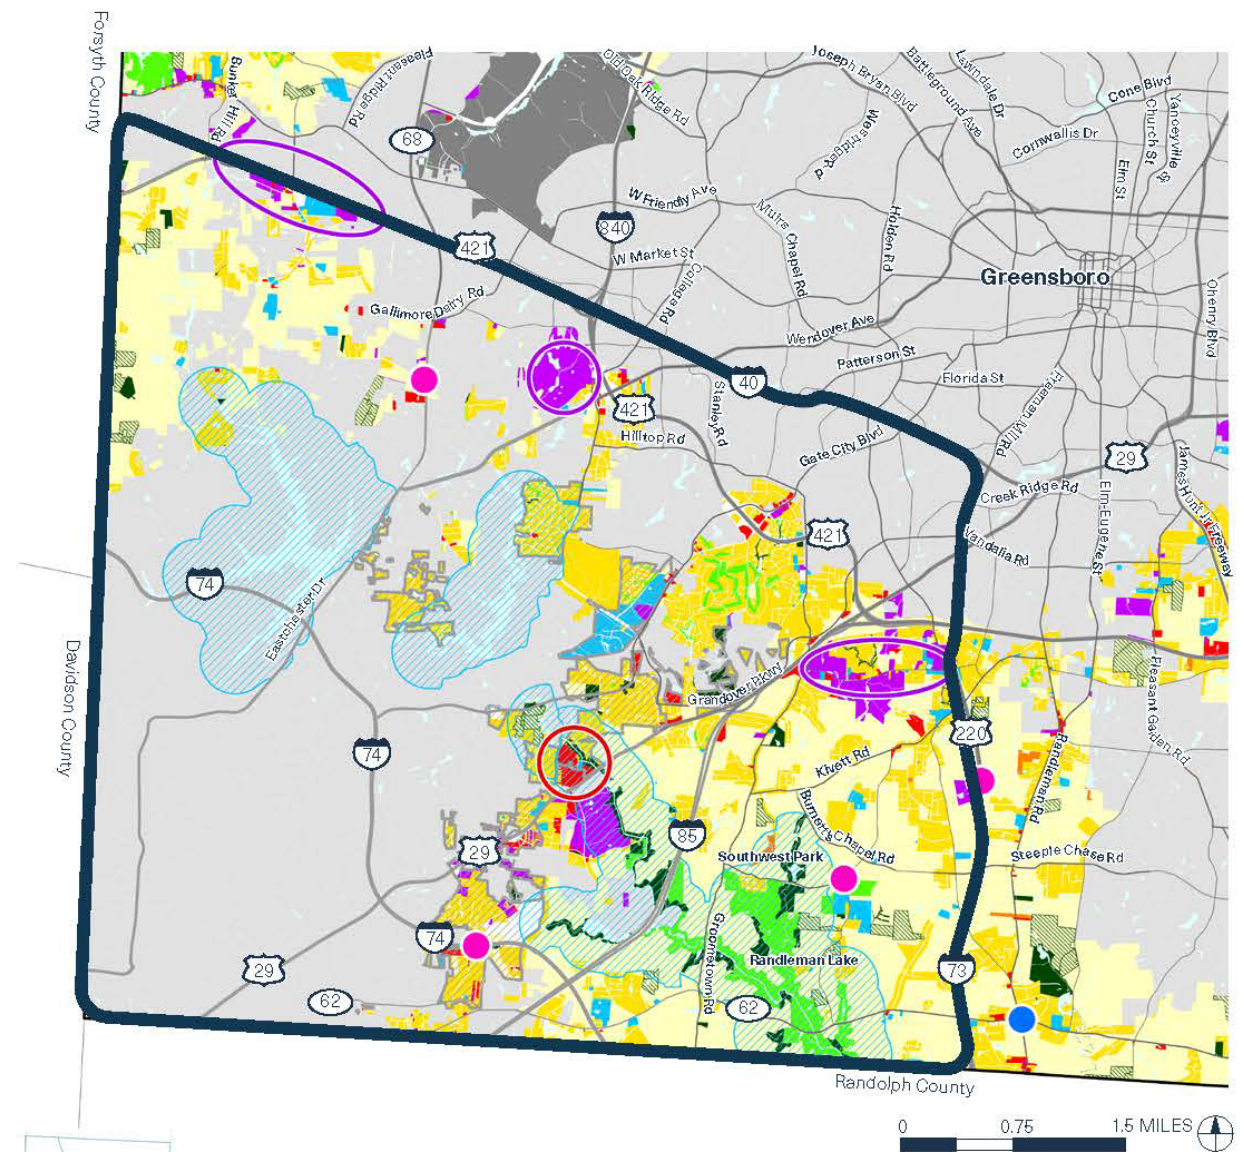 Forsyth County
Bunker Hill Rd
Pleasant Ridge Rd
68
Old Oak Ridge Rd
Joseph Bryan Blvd
Battleground Ave
Lawndale Dr
Cone Blvd
Yanceyville St
Church St
Cornwallis Dr
Elm St
Westridge Rd
W Friendly Ave
Muirs Chapel Rd
Holden Rd
840
421
W Market St
College Rd
Greensboro
Ohenry Blvd
Gallimore Dairy Rd
Wendover Ave
Patterson St
40
Florida St
Freeman Mill Rd
421
Stanley Rd
Hilltop Rd
Gate City Blvd
29
James Hunt Jr Freeway
Creek Ridge Rd
Elm-Eugene St
421
Vandalia Rd
74
Eastchester Dr
Davidson County
Grandover Pkwy
Pleasant Garden Rd
220
74
Kivett Rd
Randleman Rd
Burnetts Chapel Rd
85
29
Southwest Park
Steeple Chase Rd
74
Groometown Rd
Randleman Lake
29
73
62
62
Randolph County
0 0.75 1.5 MILES